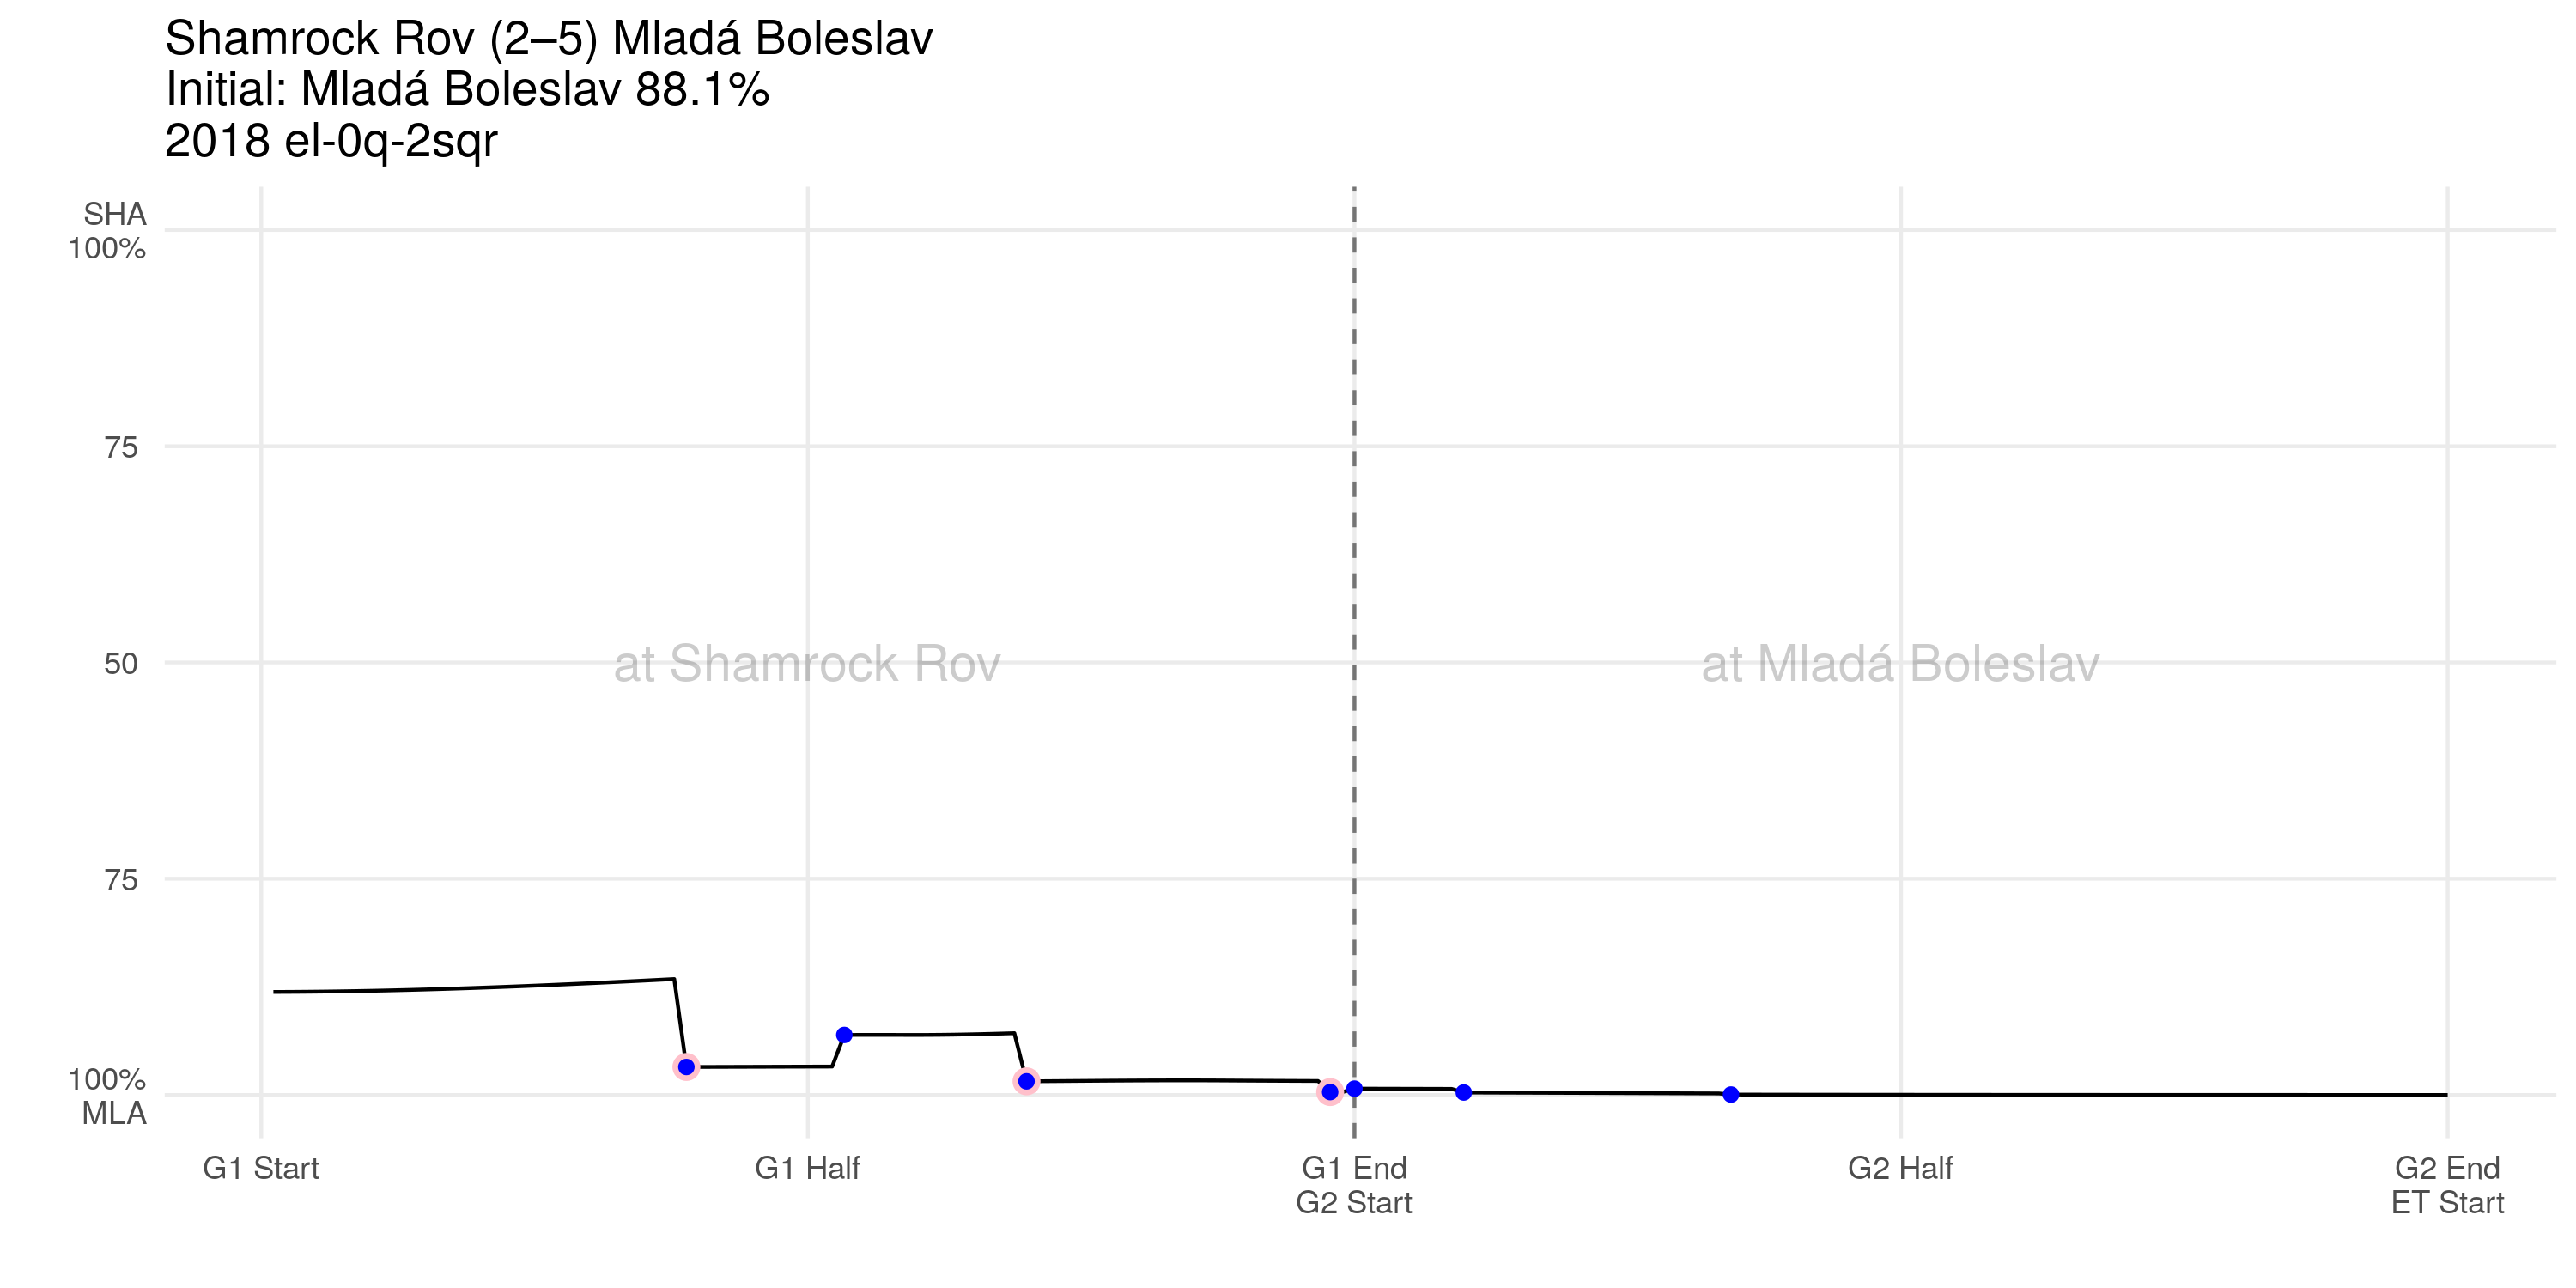 Shamrock Rov (2–5) Mladá Boleslav
Initial: Mladá Boleslav 88.1%
2018 el-0q-2sqr
SHA
100%
75
50
75
100%
MLA
at Shamrock Rov
at Mladá Boleslav
G1 Start
G1 Half
G1 End
G2 Start
G2 Half
G2 End
ET Start